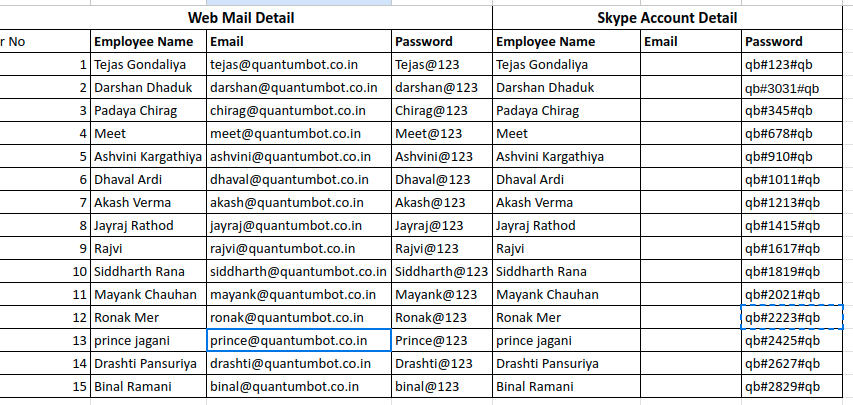 Web Mail Detail Skype Account Detail
r No Employee Name Email Password Employee Name Email Password
1 Tejas Gondaliya tejas@quantumbot.co.in Tejas@123 Tejas Gondaliya qb#123#qb
2 Darshan Dhaduk darshan@quantumbot.co.in darshan@123 Darshan Dhaduk qb#3031#qb
3 Padaya Chirag chirag@quantumbot.co.in Chirag@123 Padaya Chirag qb#345#qb
4 Meet meet@quantumbot.co.in Meet@123 Meet qb#678#qb
5 Ashvini Kargathiya ashvini@quantumbot.co.in Ashvini@123 Ashvini Kargathiya qb#910#qb
6 Dhaval Ardi dhaval@quantumbot.co.in Dhaval@123 Dhaval Ardi qb#1011#qb
7 Akash Verma akash@quantumbot.co.in Akash@123 Akash Verma qb#1213#qb
8 Jayraj Rathod jayraj@quantumbot.co.in Jayraj@123 Jayraj Rathod qb#1415#qb
9 Rajvi rajvi@quantumbot.co.in Rajvi@123 Rajvi qb#1617#qb
10 Siddharth Rana siddharth@quantumbot.co.in Siddharth@123 Siddharth Rana qb#1819#qb
11 Mayank Chauhan mayank@quantumbot.co.in Mayank@123 Mayank Chauhan qb#2021#qb
12 Ronak Mer ronak@quantumbot.co.in Ronak@123 Ronak Mer qb#2223#qb
13 prince jagani prince@quantumbot.co.in Prince@123 prince jagani qb#2425#qb
14 Drashti Pansuriya drashti@quantumbot.co.in Drashti@123 Drashti Pansuriya qb#2627#qb
15 Binal Ramani binal@quantumbot.co.in binal@123 Binal Ramani qb#2829#qb